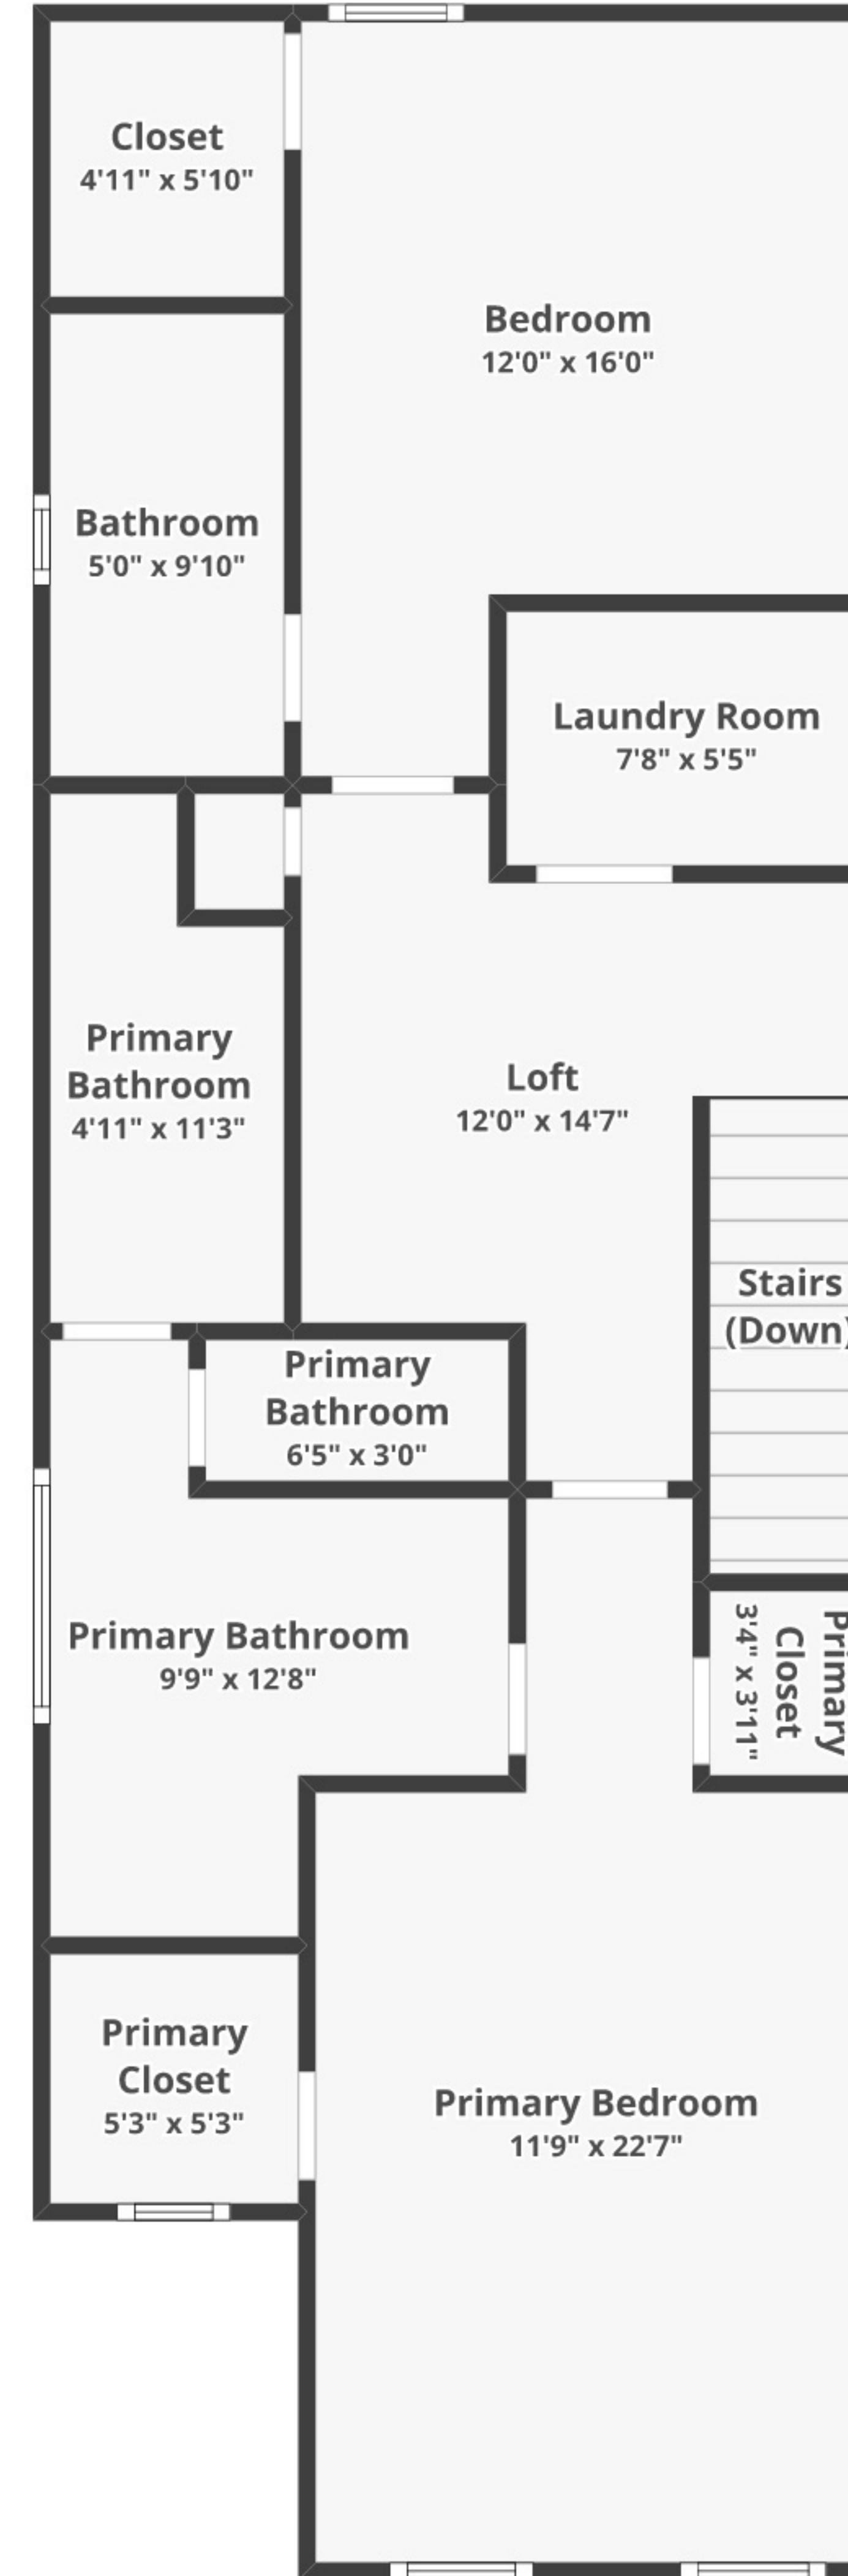 Closet
4'11" x 5'10"
Bedroom
12'0" x 16'0"
Bathroom
5'0" x 9'10"
Laundry Room
7'8" x 5'5"
Primary
Bathroom
4'11" x 11'3"
Loft
12'0" x 14'7"
Stairs
(Down)
Primary
Bathroom
6'5" x 3'0"
Primary Bathroom
9'9" x 12'8"
Primary
Closet
3'4" x 3'11"
Primary
Closet
5'3" x 5'3"
Primary Bedroom
11'9" x 22'7"